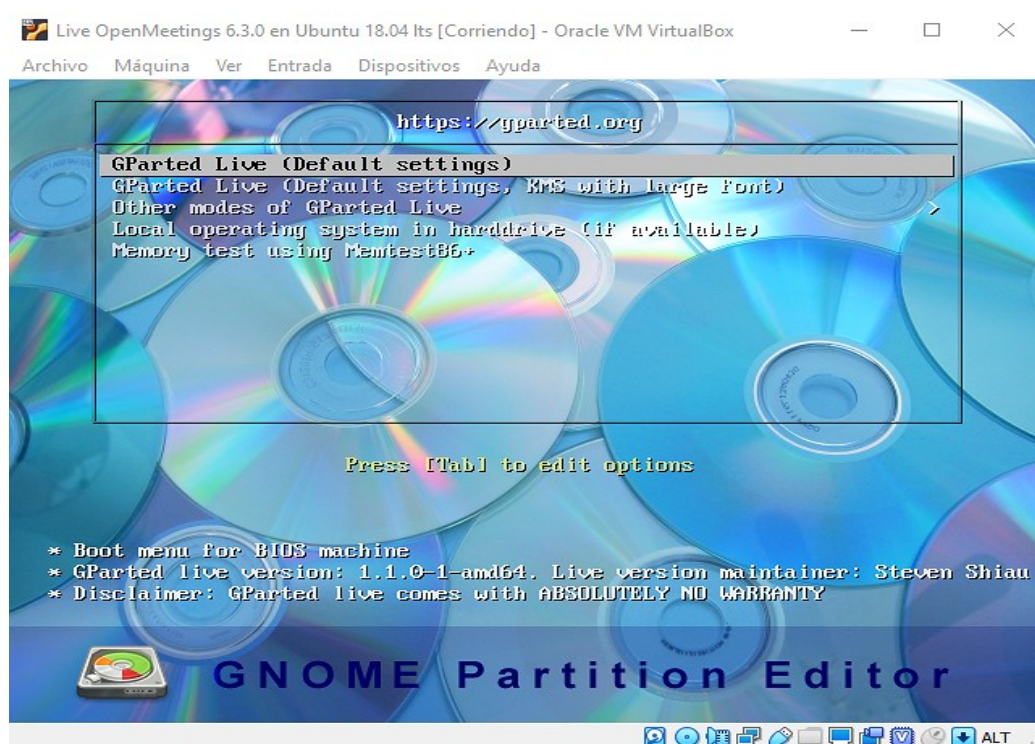 Live OpenMeetings 6.3.0 en Ubuntu 18.04 lts [Corriendo] - Oracle VM VirtualBox
Archivo Máquina Ver Entrada Dispositivos Ayuda
https://gparted.org
GParted Live (Default settings)
GParted Live (Default settings, KMS with large font)
Other modes of GParted Live
Local operating system in harddrive (if available)
Memory test using Memtest86+
Press [Tab] to edit options
* Boot menu for BIOS machine
* GParted live version: 1.1.0-1-amd64. Live version maintainer: Steven Shiau
* Disclaimer: GParted live comes with ABSOLUTELY NO WARRANTY
GNOME Partition Editor
ALT